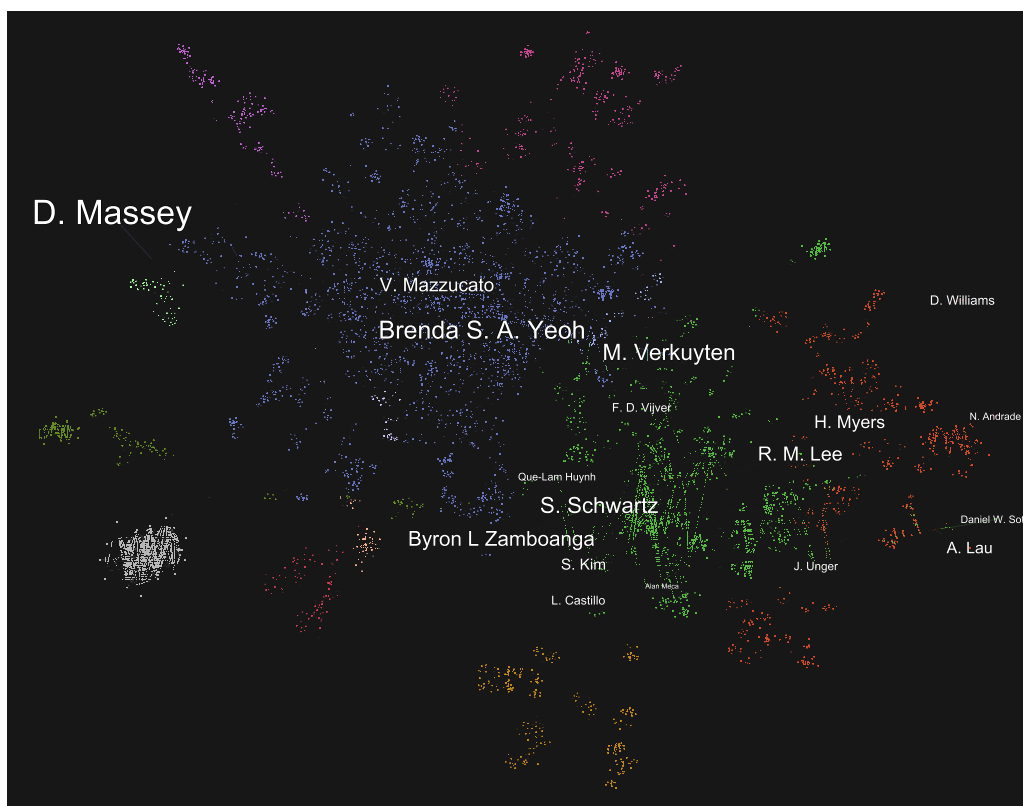 D. Massey
V. Mazzucato
D. Williams
Brenda S. A. Yeoh
M. Verkuyten
F. D. Vijver
H. Myers
N. Andrade
R. M. Lee
Que-Lam Huynh
S. Schwartz
Daniel W. Sol
Byron L Zamboanga
A. Lau
S. Kim
J. Unger
Alan Meca
L. Castillo